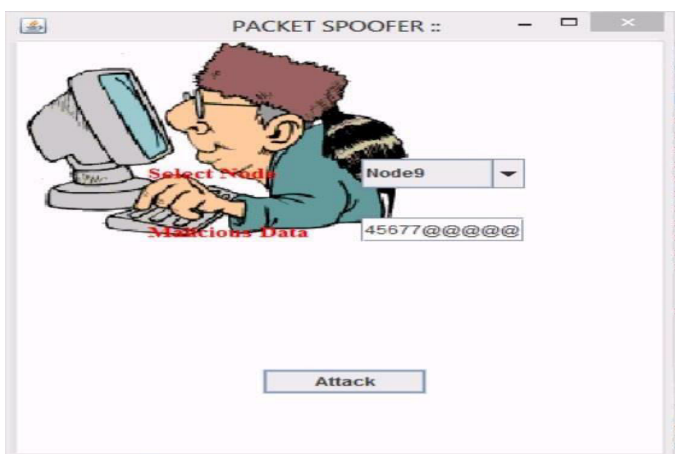 PACKET SPOOFER ::
Select Node Node9
Malicious Data 45677@@@@@
Attack